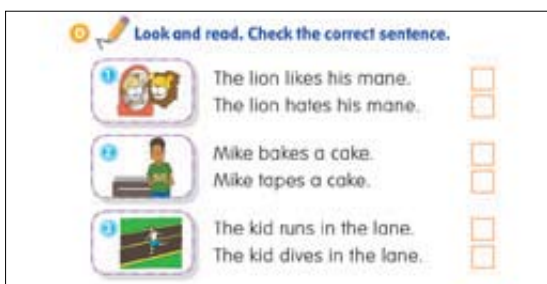 D Look and read. Check the correct sentence.
1 The lion likes his mane.
The lion hates his mane.
2 Mike bakes a cake.
Mike tapes a cake.
3 The kid runs in the lane.
The kid dives in the lane.